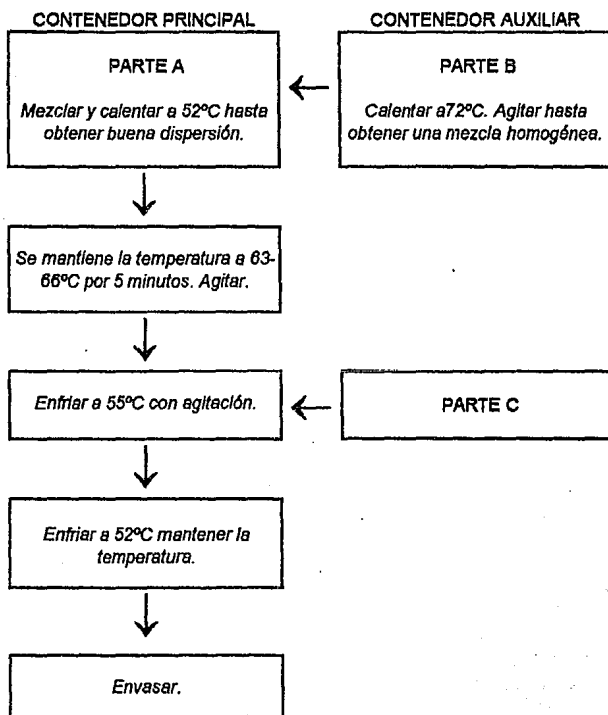 CONTENEDOR PRINCIPAL
CONTENEDOR AUXILIAR
PARTE A
Mezclar y calentar a 52ºC hasta
obtener buena dispersión.
PARTE B
Calentar a72ºC. Agitar hasta
obtener una mezcla homogénea.
Se mantiene la temperatura a 63-
66ºC por 5 minutos. Agitar.
Enfriar a 55ºC con agitación.
PARTE C
Enfriar a 52ºC mantener la
temperatura.
Envasar.